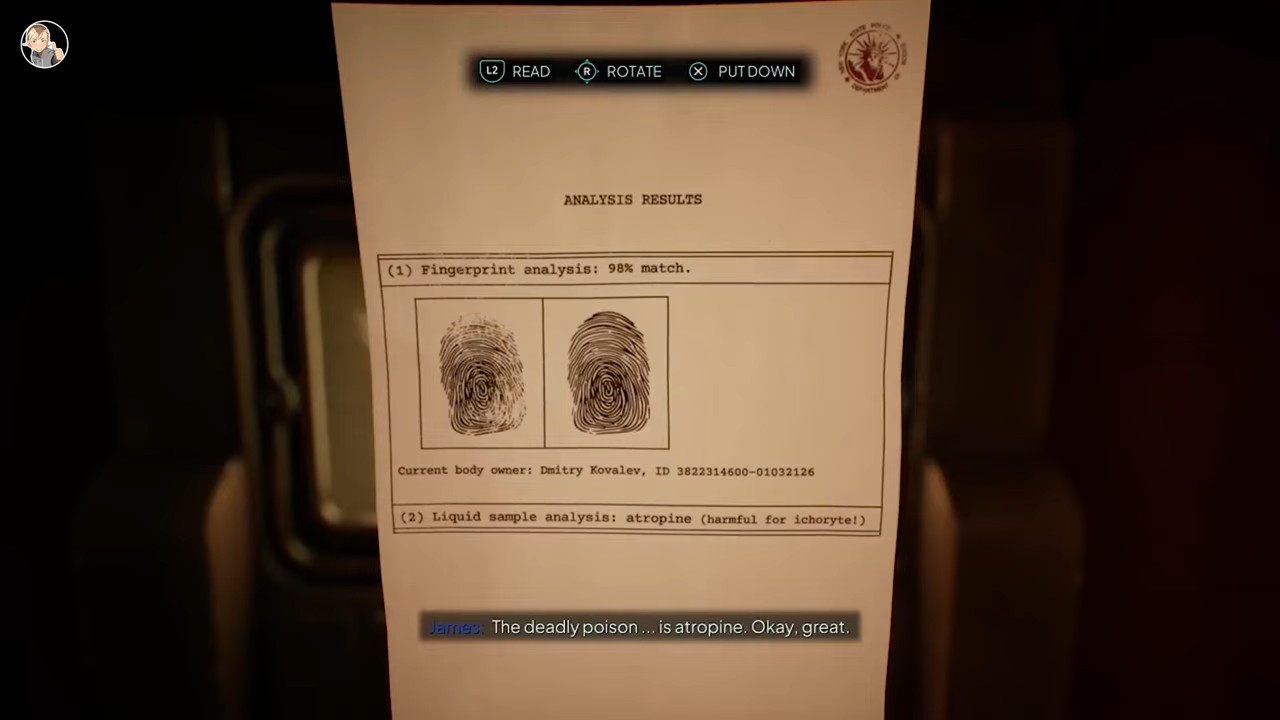 L2 READ R ROTATE X PUT DOWN
ANALYSIS RESULTS
(1) Fingerprint analysis: 98% match.
Current body owner: Dmitry Kovalev, ID 3822314600-01032126
(2) Liquid sample analysis: atropine (harmful for ichoryte!)
James: The deadly poison ... is atropine. Okay, great.